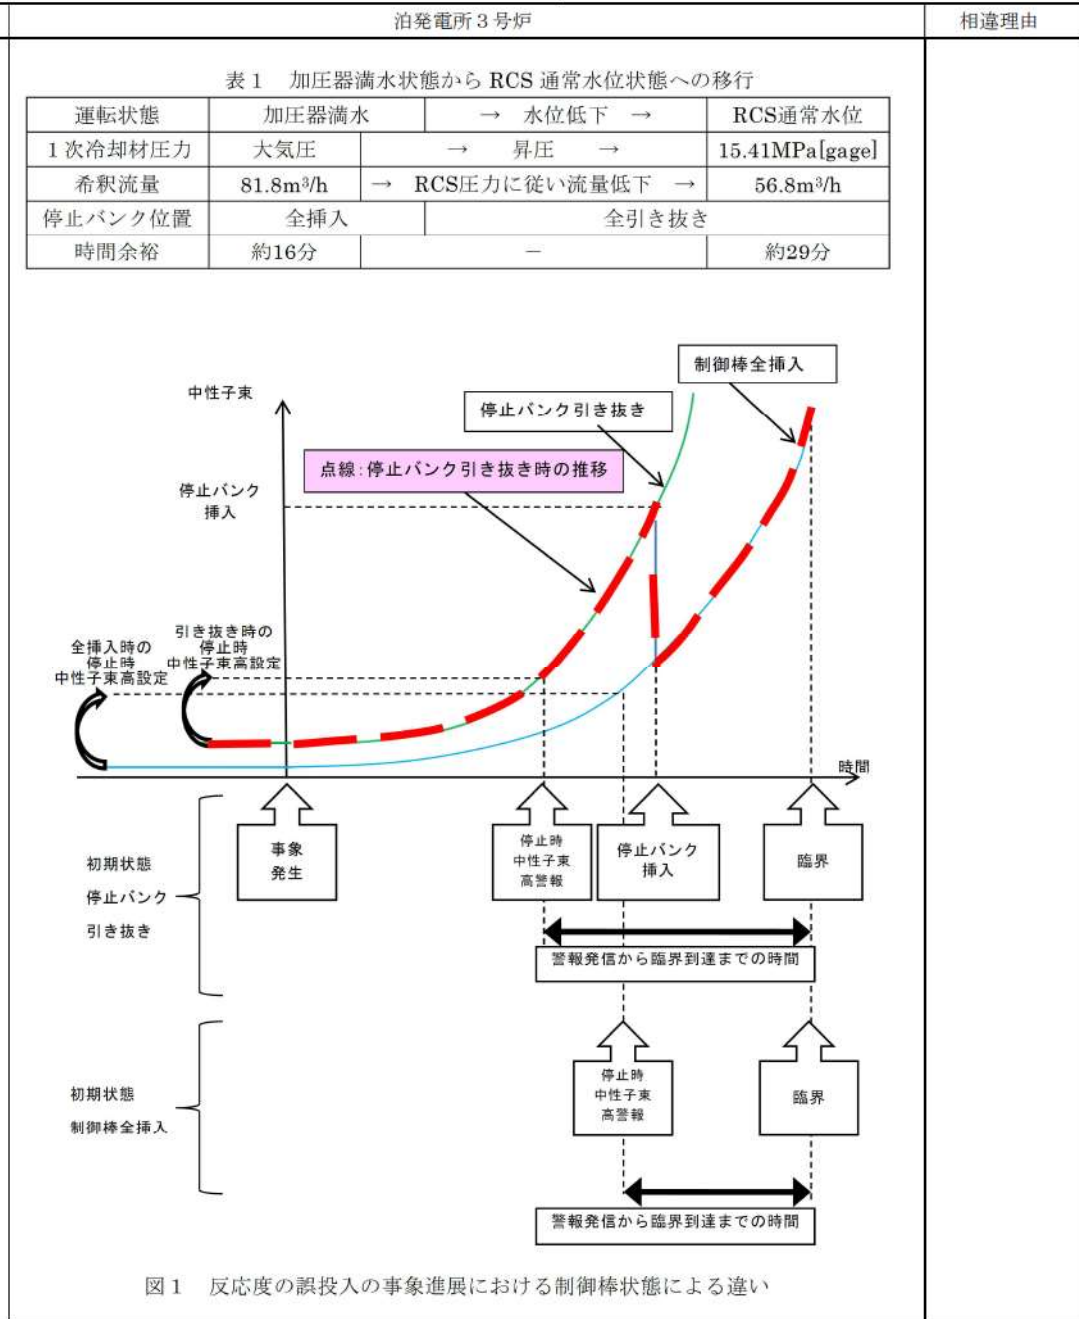 泊発電所３号炉
相違理由
表１　加圧器満水状態から RCS 通常水位状態への移行
運転状態　加圧器満水　→　水位低下　→　RCS通常水位
１次冷却材圧力　大気圧　→　昇圧　→　15.41MPa[gage]
希釈流量　81.8m³/h　→　RCS圧力に従い流量低下　→　56.8m³/h
停止バンク位置　全挿入　全引き抜き
時間余裕　約16分　－　約29分
制御棒全挿入
中性子束
停止バンク引き抜き
点線:停止バンク引き抜き時の推移
停止バンク
挿入
引き抜き時の
停止時
中性子束高設定
全挿入時の
停止時
中性子束高設定
時間
初期状態
停止バンク
引き抜き
事象
発生
停止時
中性子束
高警報
停止バンク
挿入
臨界
警報発信から臨界到達までの時間
初期状態
制御棒全挿入
停止時
中性子束
高警報
臨界
警報発信から臨界到達までの時間
図１　反応度の誤投入の事象進展における制御棒状態による違い